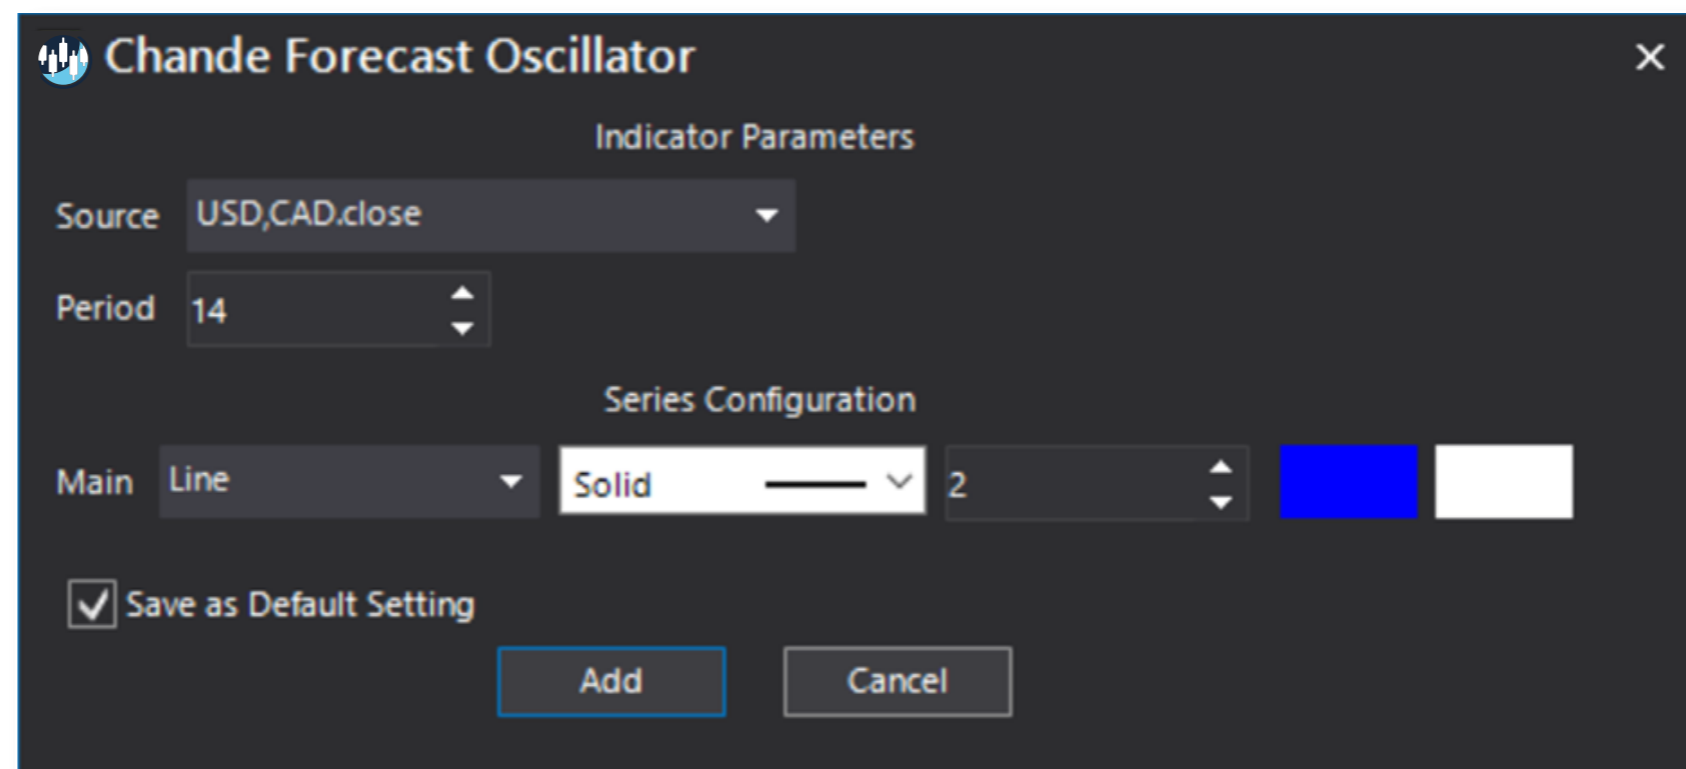 Chande Forecast Oscillator
Indicator Parameters
Source USD,CAD.close
Period 14
Series Configuration
Main Line Solid 2
Save as Default Setting
Add Cancel